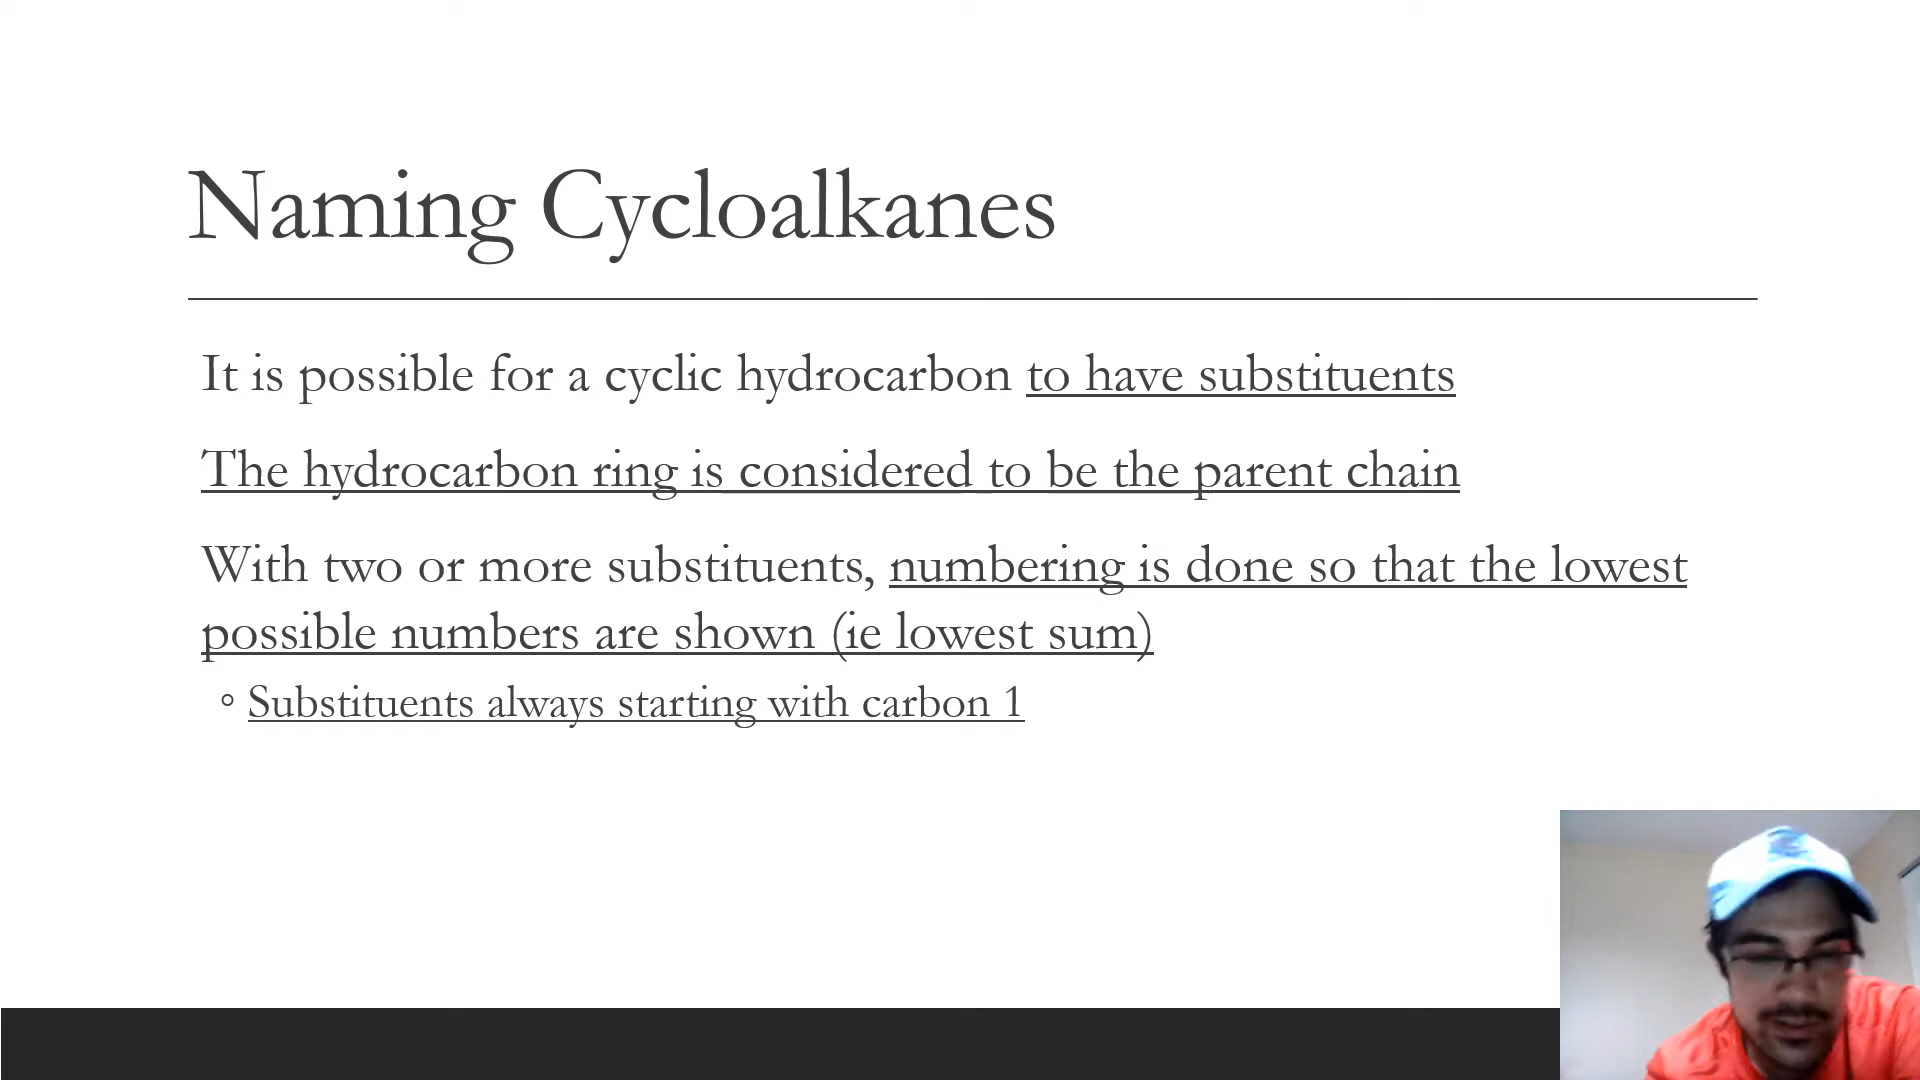 Naming Cycloalkanes
It is possible for a cyclic hydrocarbon to have substituents
The hydrocarbon ring is considered to be the parent chain
With two or more substituents, numbering is done so that the lowest
possible numbers are shown (ie lowest sum)
◦ Substituents always starting with carbon 1